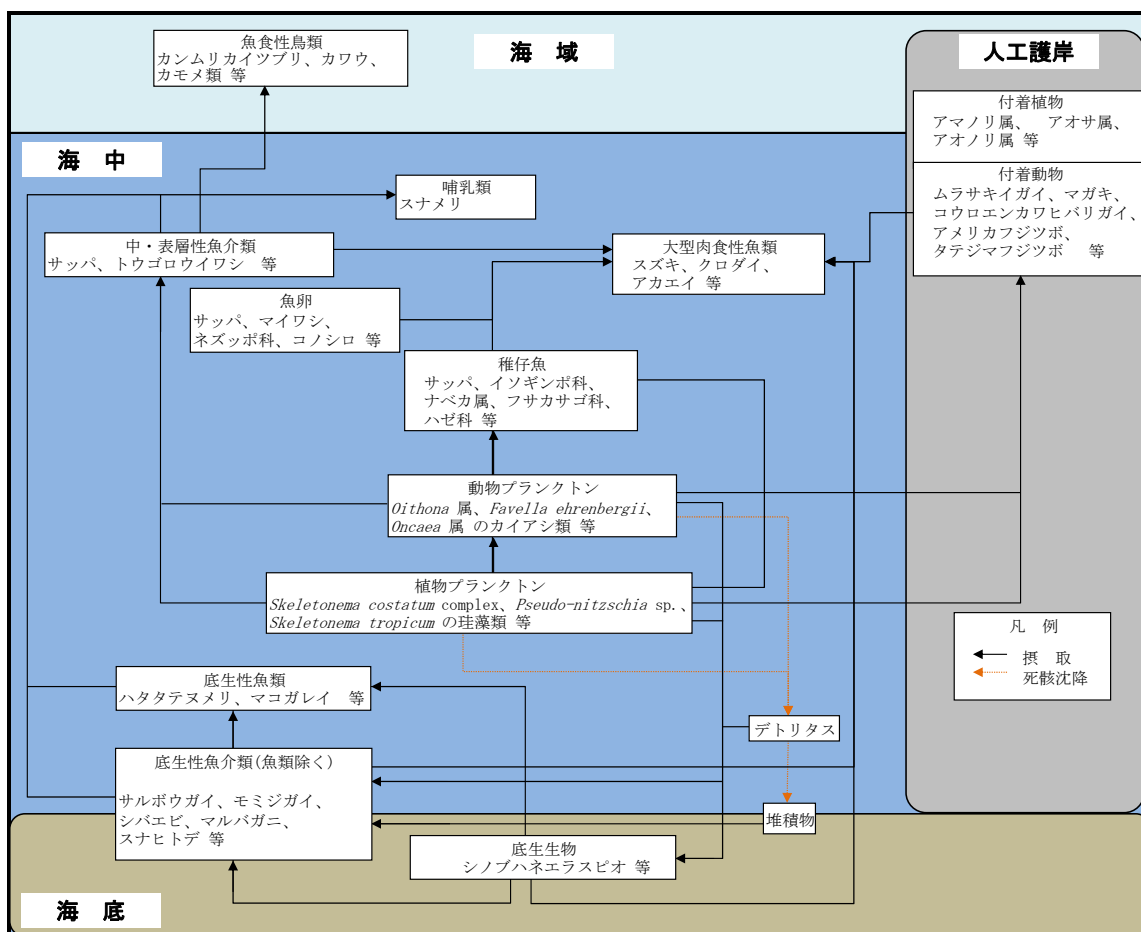 海 域
人工護岸
魚食性鳥類
カンムリカイツブリ、カワウ、
カモメ類 等
付着植物
アマノリ属、 アオサ属、
アオノリ属 等
海 中
付着動物
ムラサキイガイ、マガキ、
コウロエンカワヒバリガイ、
アメリカフジツボ、
タテジマフジツボ 等
哺乳類
スナメリ
中・表層性魚介類
サッパ、トウゴロウイワシ 等
大型肉食性魚類
スズキ、クロダイ、
アカエイ 等
魚卵
サッパ、マイワシ、
ネズッポ科、コノシロ 等
稚仔魚
サッパ、イソギンポ科、
ナベカ属、フサカサゴ科、
ハゼ科 等
動物プランクトン
Oithona 属、Favella ehrenbergii、
Oncaea 属 のカイアシ類 等
植物プランクトン
Skeletonema costatum complex、Pseudo-nitzschia sp.、
Skeletonema tropicum の珪藻類 等
凡 例
摂 取
死骸沈降
底生性魚類
ハタタテヌメリ、マコガレイ 等
デトリタス
底生性魚介類(魚類除く)
サルボウガイ、モミジガイ、
シバエビ、マルバガニ、
スナヒトデ 等
堆積物
底生生物
シノブハネエラスピオ 等
海 底